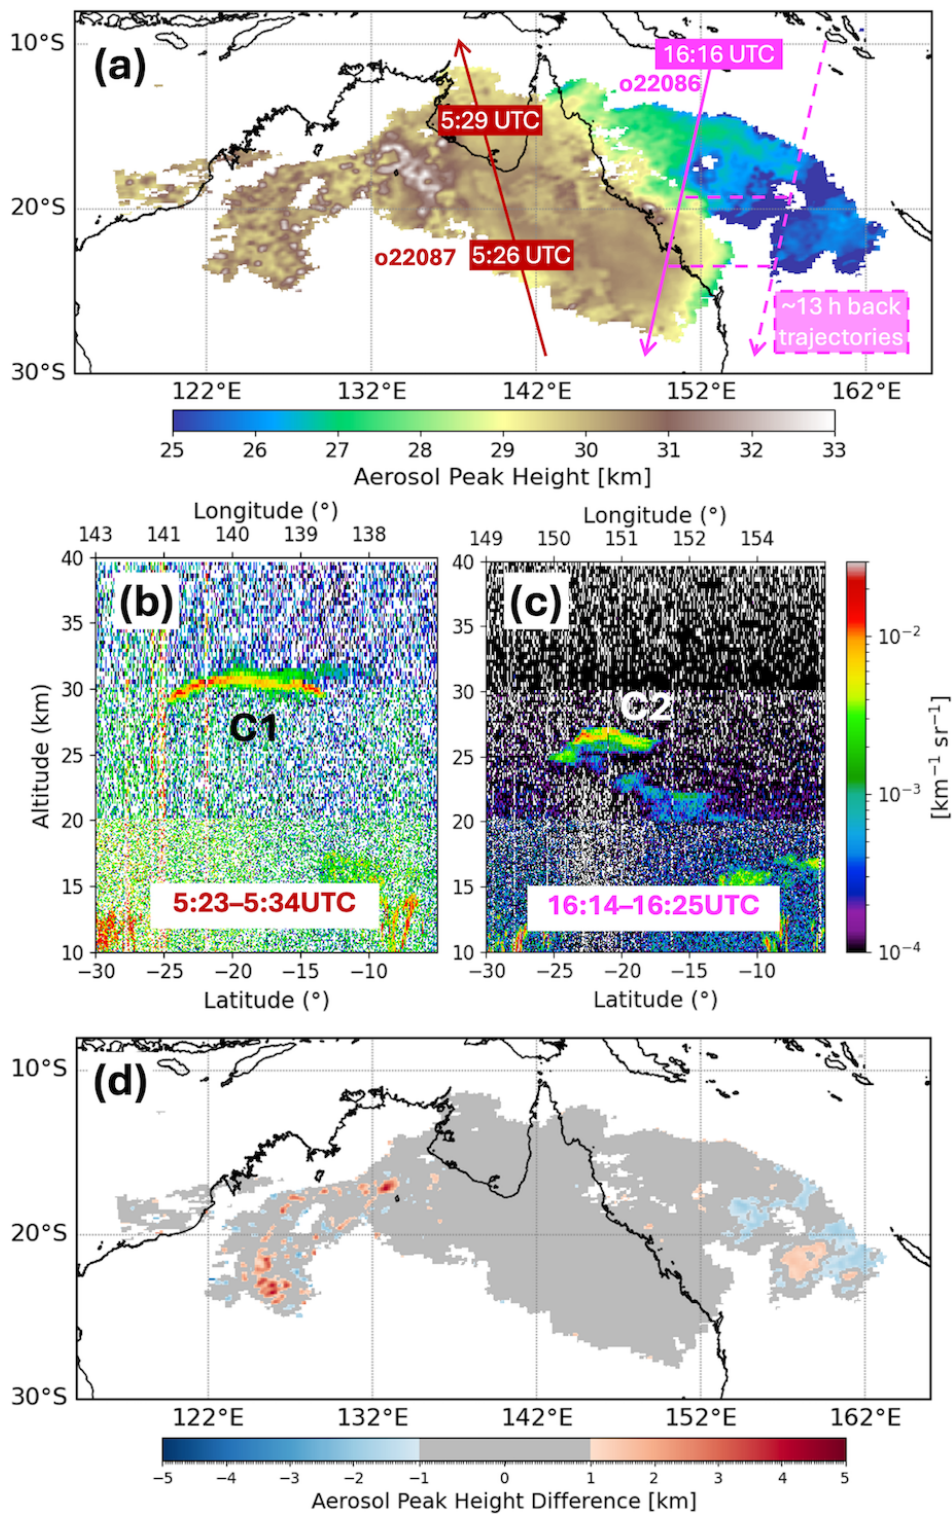 10°S
(a)
16:16 UTC
o22086
5:29 UTC
20°S
o22087
5:26 UTC
~13 h back
trajectories
30°S
122°E 132°E 142°E 152°E 162°E
25 26 27 28 29 30 31 32 33
Aerosol Peak Height [km]
Longitude (°)
143 141 140 139 138
40
(b)
35
30
C1
25
20
15
5:23–5:34UTC
10
Altitude (km)
−30 −25 −20 −15 −10
Latitude (°)
Longitude (°)
149 150 151 152 154
40
(c)
35
30
C2
25
20
15
16:14–16:25UTC
10
−30 −25 −20 −15 −10
Latitude (°)
10⁻²
10⁻³
10⁻⁴
[km⁻¹ sr⁻¹]
(d)
10°S
20°S
30°S
122°E 132°E 142°E 152°E 162°E
−5 −4 −3 −2 −1 0 1 2 3 4 5
Aerosol Peak Height Difference [km]